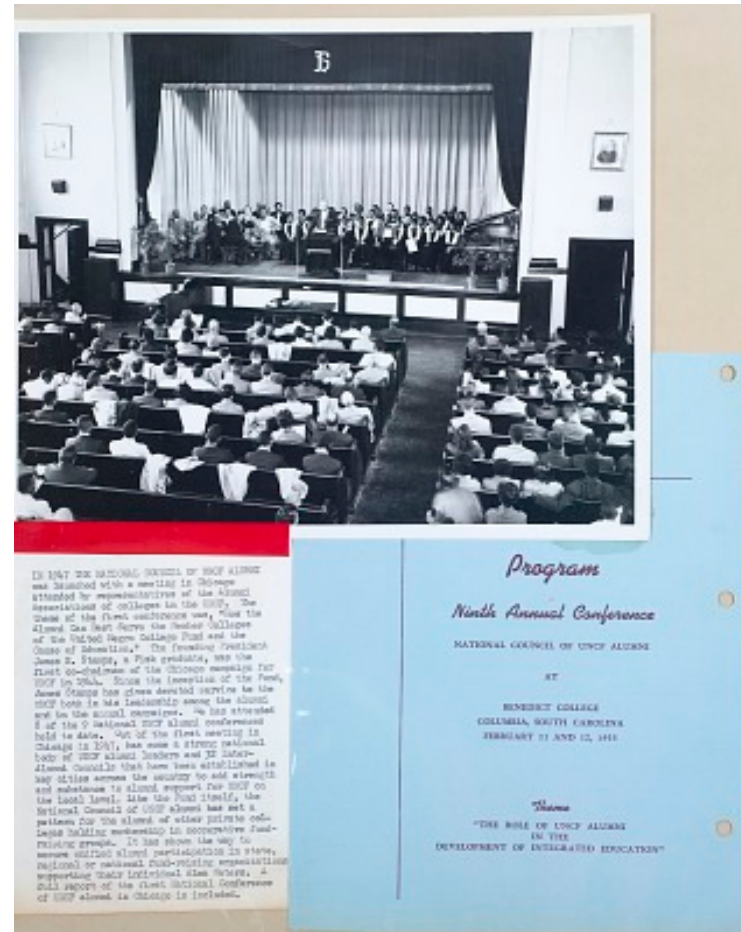 B
IN 1947 THE NATIONAL COUNCIL OF UNCF ALUMNI
was launched with a meeting in Chicago
attended by representatives of the Alumni
Associations of colleges in the UNCF. The
theme of the first conference was, "How the
Alumni Can Best Serve the Member Colleges
of the United Negro College Fund and the
Cause of Education." The founding President
James E. Stamps, a Fisk graduate, was the
first co-chairman of the Chicago campaign for
UNCF in 1944. Since the inception of the Fund,
James Stamps has given devoted service to the
UNCF both in his leadership among the alumni
and in the annual campaigns. He has attended
8 of the 9 National UNCF alumni conferences
held to date. Out of the first meeting in
Chicago in 1947, has come a strong national
body of UNCF alumni leaders and Inter-
Alumni Councils that have been established in
key cities across the country to add strength
and substance to alumni support for UNCF on
the local level. Like the Fund itself, the
National Council of UNCF alumni has set a
pattern for the alumni of other private col-
leges holding membership in cooperative fund-
raising groups. It has shown the way to
secure unified alumni participation in state,
regional or national fund-raising organizations
supporting their individual Alma Maters. A
full report of the first National Conference
of UNCF alumni in Chicago is included.
Program
Ninth Annual Conference
NATIONAL COUNCIL OF UNCF ALUMNI
AT
BENEDICT COLLEGE
COLUMBIA, SOUTH CAROLINA
FEBRUARY 11 AND 12,
Theme
"THE ROLE OF UNCF ALUMNI
IN THE
DEVELOPMENT OF INTEGRATED EDUCATION"